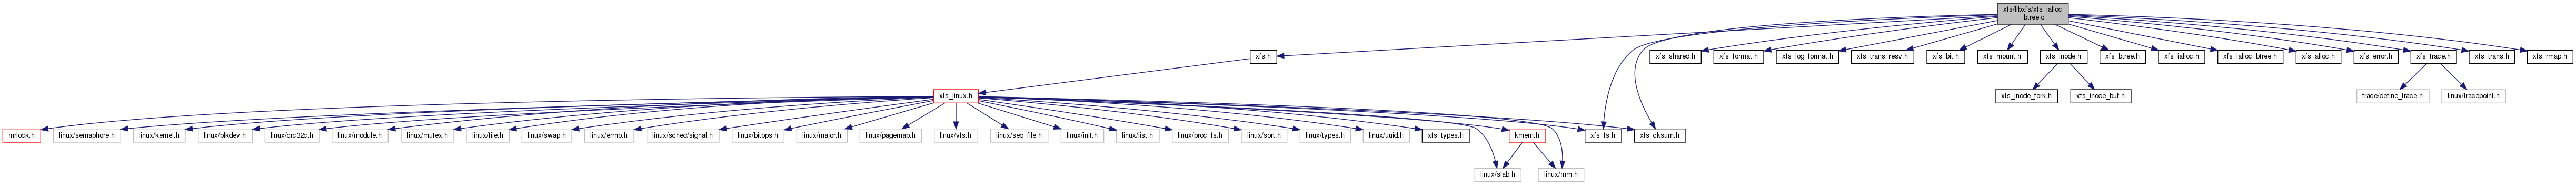 xfs/libxfs/xfs_ialloc
_btree.c
xfs.h
xfs_shared.h
xfs_format.h
xfs_log_format.h
xfs_trans_resv.h
xfs_bit.h
xfs_mount.h
xfs_inode.h
xfs_btree.h
xfs_ialloc.h
xfs_ialloc_btree.h
xfs_alloc.h
xfs_error.h
xfs_trace.h
xfs_trans.h
xfs_rmap.h
xfs_linux.h
xfs_inode_fork.h
xfs_inode_buf.h
trace/define_trace.h
linux/tracepoint.h
mrlock.h
linux/semaphore.h
linux/kernel.h
linux/blkdev.h
linux/crc32c.h
linux/module.h
linux/mutex.h
linux/file.h
linux/swap.h
linux/errno.h
linux/sched/signal.h
linux/bitops.h
linux/major.h
linux/pagemap.h
linux/vfs.h
linux/seq_file.h
linux/init.h
linux/list.h
linux/proc_fs.h
linux/sort.h
linux/types.h
linux/uuid.h
xfs_types.h
kmem.h
xfs_fs.h
xfs_cksum.h
linux/slab.h
linux/mm.h